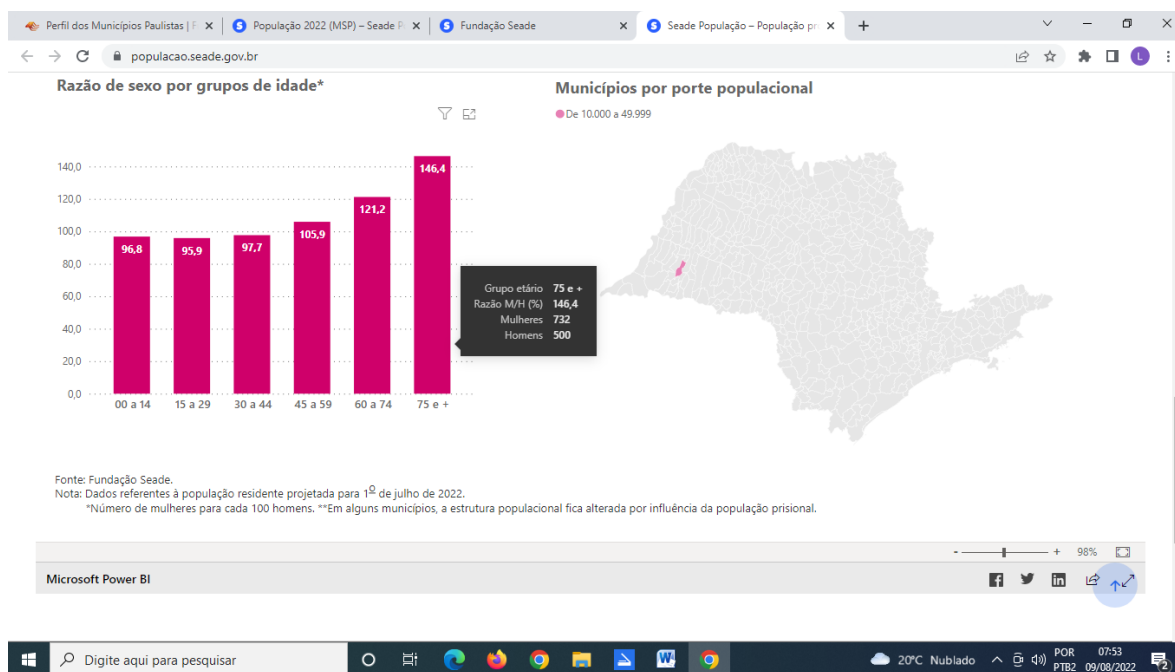 Perfil dos Municípios Paulistas | F
População 2022 (MSP) – Seade P
Fundação Seade
Seade População – População pr
populacao.seade.gov.br
L
Razão de sexo por grupos de idade*
140,0
120,0
100,0
80,0
60,0
40,0
20,0
0,0
96,8
95,9
97,7
105,9
121,2
146,4
00 a 14
15 a 29
30 a 44
45 a 59
60 a 74
75 e +
Grupo etário 75 e +
Razão M/H (%) 146,4
Mulheres 732
Homens 500
Municípios por porte populacional
De 10.000 a 49.999
Fonte: Fundação Seade.
Nota: Dados referentes à população residente projetada para 1º de julho de 2022.
*Número de mulheres para cada 100 homens. **Em alguns municípios, a estrutura populacional fica alterada por influência da população prisional.
- + 98%
Microsoft Power BI
Digite aqui para pesquisar
20°C Nublado
POR
PTB2
07:53
09/08/2022
2